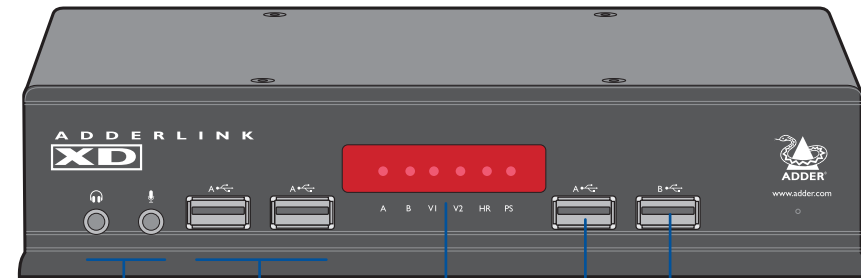 ADDERLINK
XD
A
A
A B V1 V2 HR PS
A
B
ADDER®
www.adder.com